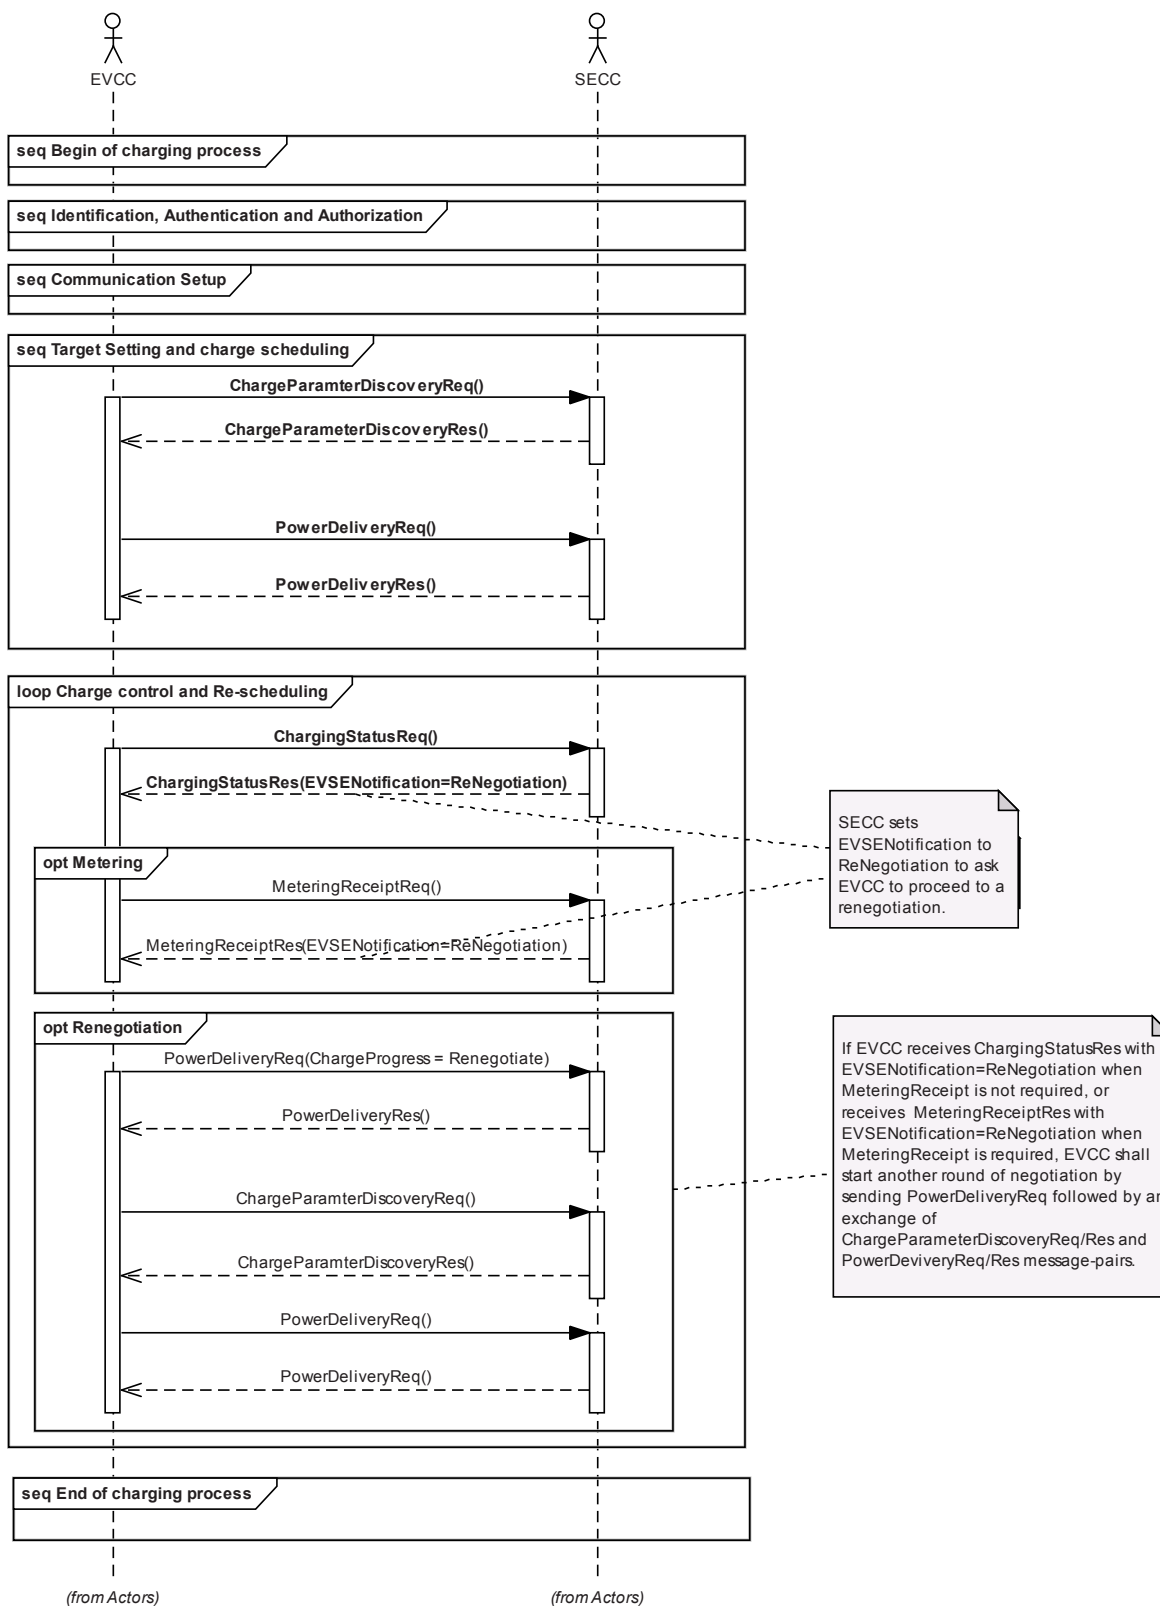 EVCC
SECC
seq Begin of charging process
seq Identification, Authentication and Authorization
seq Communication Setup
seq Target Setting and charge scheduling
ChargeParamterDiscoveryReq()
ChargeParameterDiscoveryRes()
PowerDeliveryReq()
PowerDeliveryRes()
loop Charge control and Re-scheduling
ChargingStatusReq()
ChargingStatusRes(EVSENotification=ReNegotiation)
SECC sets
EVSENotification to
ReNegotiation to ask
EVCC to proceed to a
renegotiation.
opt Metering
MeteringReceiptReq()
MeteringReceiptRes(EVSENotification=ReNegotiation)
opt Renegotiation
PowerDeliveryReq(ChargeProgress = Renegotiate)
PowerDeliveryRes()
ChargeParamterDiscoveryReq()
ChargeParamterDiscoveryRes()
PowerDeliveryReq()
PowerDeliveryReq()
If EVCC receives ChargingStatusRes with
EVSENotification=ReNegotiation when
MeteringReceipt is not required, or
receives MeteringReceiptRes with
EVSENotification=ReNegotiation when
MeteringReceipt is required, EVCC shall
start another round of negotiation by
sending PowerDeliveryReq followed by an
exchange of
ChargeParameterDiscoveryReq/Res and
PowerDeviveryReq/Res message-pairs.
seq End of charging process
(from Actors)
(from Actors)